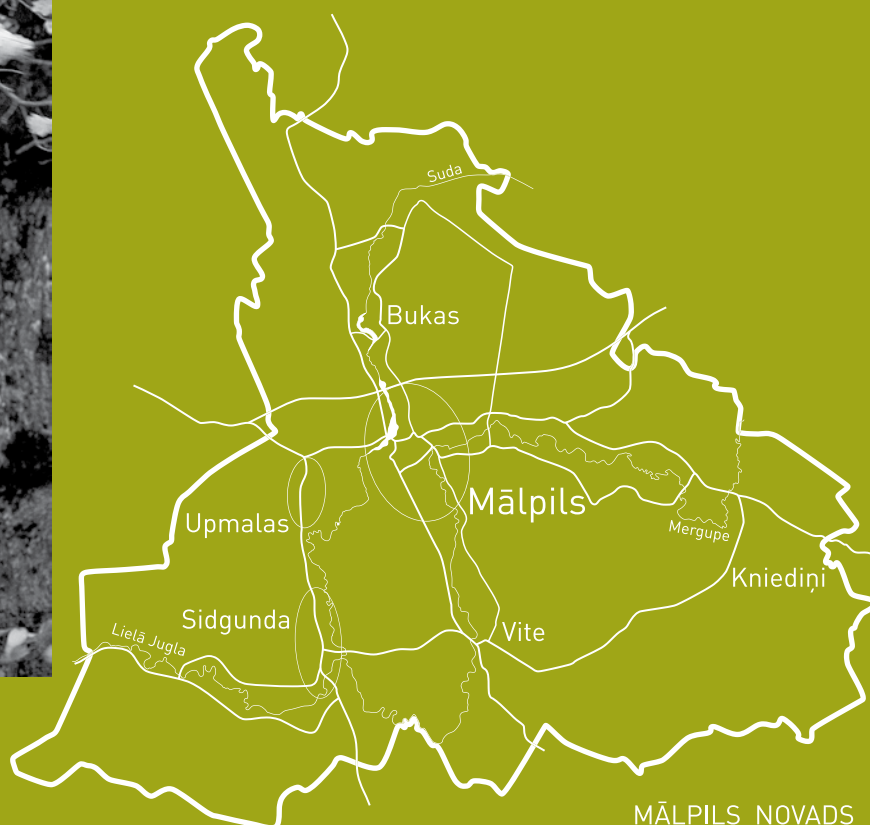 Suda
Bukas
Mālpils
Upmalas
Mergupe
Kniediņi
Sidgunda
Vite
Lielā Jugla
MĀLPILS NOVADS